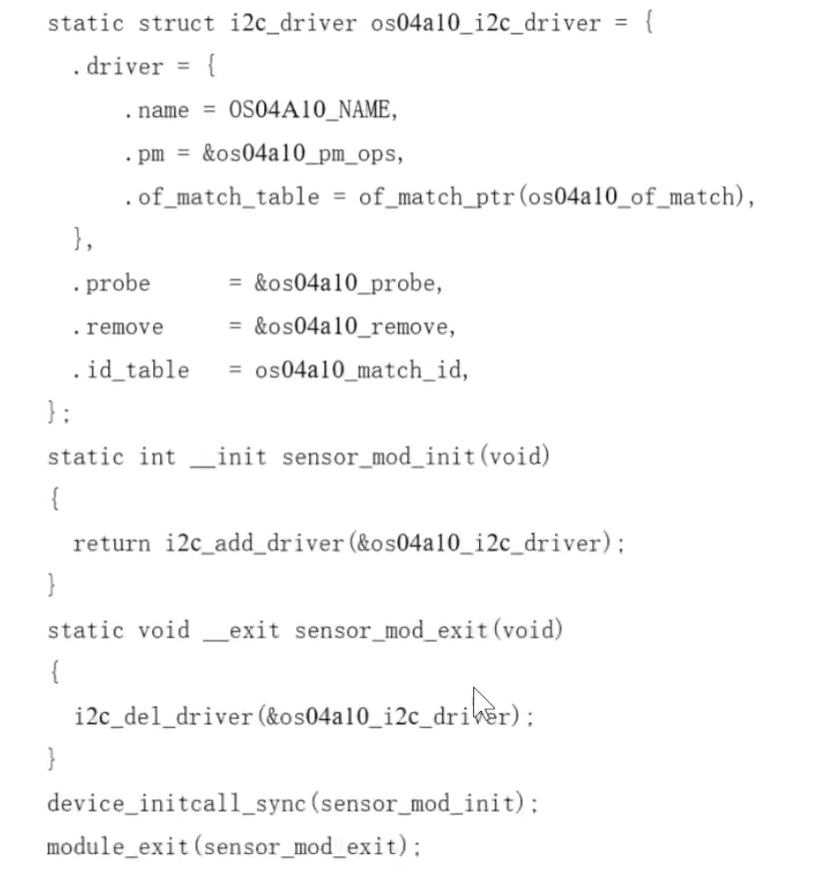 static struct i2c_driver os04a10_i2c_driver = {
  .driver = {
      .name = OS04A10_NAME,
      .pm = &os04a10_pm_ops,
      .of_match_table = of_match_ptr(os04a10_of_match),
  },
  .probe      = &os04a10_probe,
  .remove     = &os04a10_remove,
  .id_table   = os04a10_match_id,
};
static int __init sensor_mod_init(void)
{
  return i2c_add_driver(&os04a10_i2c_driver);
}
static void __exit sensor_mod_exit(void)
{
  i2c_del_driver(&os04a10_i2c_driver);
}
device_initcall_sync(sensor_mod_init);
module_exit(sensor_mod_exit);